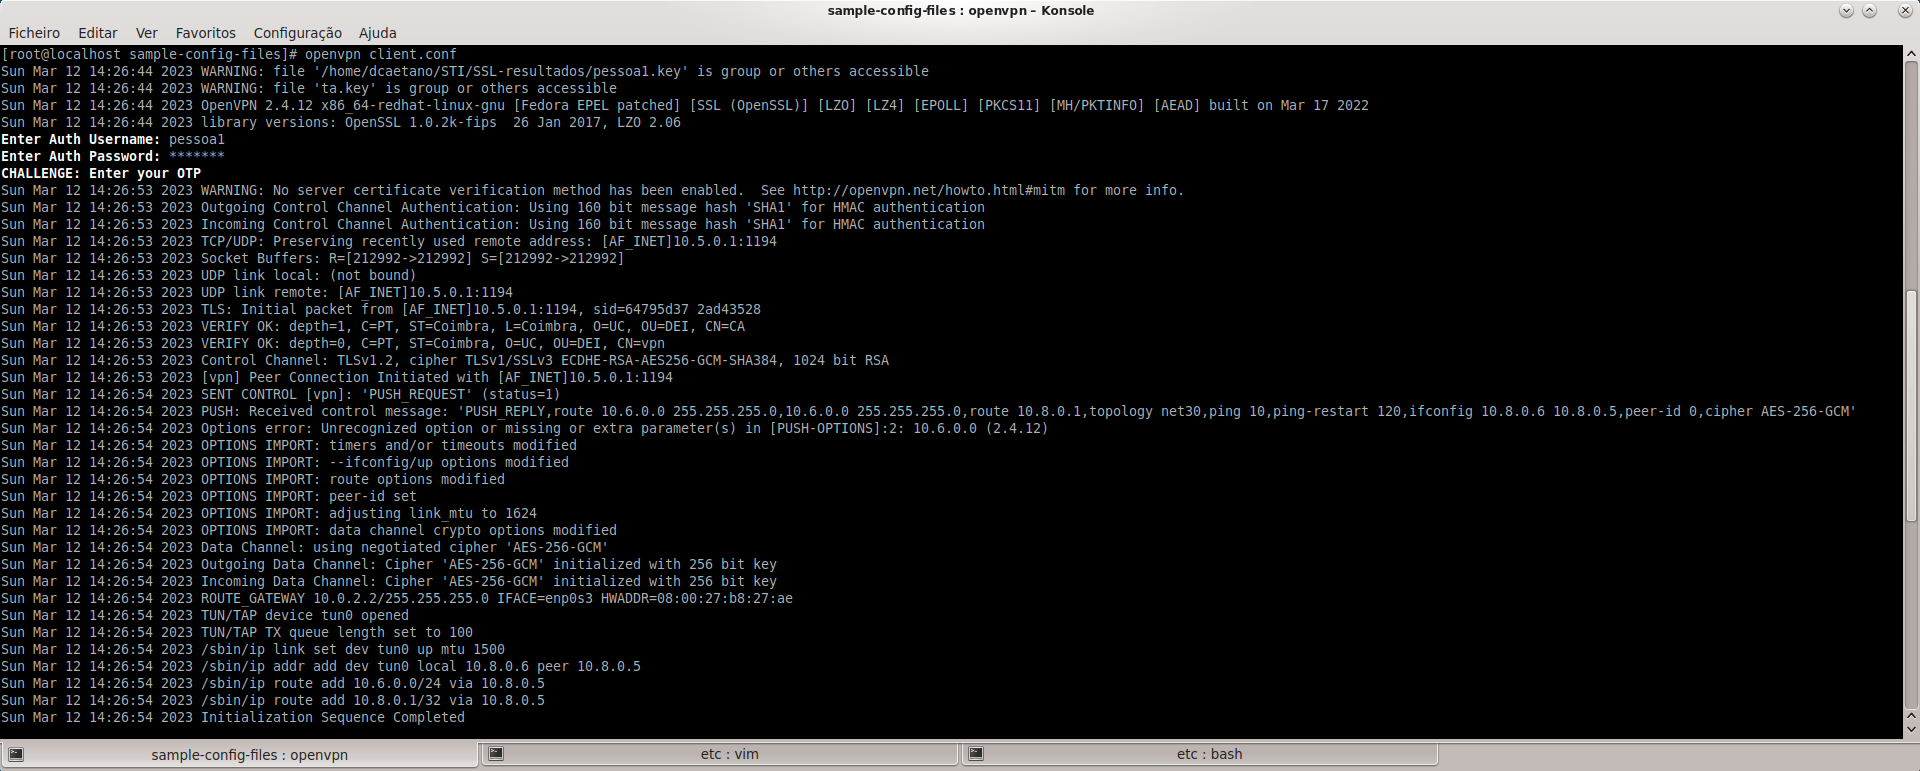 sample-config-files : openvpn – Konsole
Ficheiro Editar Ver Favoritos Configuração Ajuda
[root@localhost sample-config-files]# openvpn client.conf
Sun Mar 12 14:26:44 2023 WARNING: file '/home/dcaetano/STI/SSL-resultados/pessoa1.key' is group or others accessible
Sun Mar 12 14:26:44 2023 WARNING: file 'ta.key' is group or others accessible
Sun Mar 12 14:26:44 2023 OpenVPN 2.4.12 x86_64-redhat-linux-gnu [Fedora EPEL patched] [SSL (OpenSSL)] [LZO] [LZ4] [EPOLL] [PKCS11] [MH/PKTINFO] [AEAD] built on Mar 17 2022
Sun Mar 12 14:26:44 2023 library versions: OpenSSL 1.0.2k-fips  26 Jan 2017, LZO 2.06
Enter Auth Username: pessoa1
Enter Auth Password: *******
CHALLENGE: Enter your OTP
Sun Mar 12 14:26:53 2023 WARNING: No server certificate verification method has been enabled.  See http://openvpn.net/howto.html#mitm for more info.
Sun Mar 12 14:26:53 2023 Outgoing Control Channel Authentication: Using 160 bit message hash 'SHA1' for HMAC authentication
Sun Mar 12 14:26:53 2023 Incoming Control Channel Authentication: Using 160 bit message hash 'SHA1' for HMAC authentication
Sun Mar 12 14:26:53 2023 TCP/UDP: Preserving recently used remote address: [AF_INET]10.5.0.1:1194
Sun Mar 12 14:26:53 2023 Socket Buffers: R=[212992->212992] S=[212992->212992]
Sun Mar 12 14:26:53 2023 UDP link local: (not bound)
Sun Mar 12 14:26:53 2023 UDP link remote: [AF_INET]10.5.0.1:1194
Sun Mar 12 14:26:53 2023 TLS: Initial packet from [AF_INET]10.5.0.1:1194, sid=64795d37 2ad43528
Sun Mar 12 14:26:53 2023 VERIFY OK: depth=1, C=PT, ST=Coimbra, L=Coimbra, O=UC, OU=DEI, CN=CA
Sun Mar 12 14:26:53 2023 VERIFY OK: depth=0, C=PT, ST=Coimbra, O=UC, OU=DEI, CN=vpn
Sun Mar 12 14:26:53 2023 Control Channel: TLSv1.2, cipher TLSv1/SSLv3 ECDHE-RSA-AES256-GCM-SHA384, 1024 bit RSA
Sun Mar 12 14:26:53 2023 [vpn] Peer Connection Initiated with [AF_INET]10.5.0.1:1194
Sun Mar 12 14:26:54 2023 SENT CONTROL [vpn]: 'PUSH_REQUEST' (status=1)
Sun Mar 12 14:26:54 2023 PUSH: Received control message: 'PUSH_REPLY,route 10.6.0.0 255.255.255.0,10.6.0.0 255.255.255.0,route 10.8.0.1,topology net30,ping 10,ping-restart 120,ifconfig 10.8.0.6 10.8.0.5,peer-id 0,cipher AES-256-GCM'
Sun Mar 12 14:26:54 2023 Options error: Unrecognized option or missing or extra parameter(s) in [PUSH-OPTIONS]:2: 10.6.0.0 (2.4.12)
Sun Mar 12 14:26:54 2023 OPTIONS IMPORT: timers and/or timeouts modified
Sun Mar 12 14:26:54 2023 OPTIONS IMPORT: --ifconfig/up options modified
Sun Mar 12 14:26:54 2023 OPTIONS IMPORT: route options modified
Sun Mar 12 14:26:54 2023 OPTIONS IMPORT: peer-id set
Sun Mar 12 14:26:54 2023 OPTIONS IMPORT: adjusting link_mtu to 1624
Sun Mar 12 14:26:54 2023 OPTIONS IMPORT: data channel crypto options modified
Sun Mar 12 14:26:54 2023 Data Channel: using negotiated cipher 'AES-256-GCM'
Sun Mar 12 14:26:54 2023 Outgoing Data Channel: Cipher 'AES-256-GCM' initialized with 256 bit key
Sun Mar 12 14:26:54 2023 Incoming Data Channel: Cipher 'AES-256-GCM' initialized with 256 bit key
Sun Mar 12 14:26:54 2023 ROUTE_GATEWAY 10.0.2.2/255.255.255.0 IFACE=enp0s3 HWADDR=08:00:27:b8:27:ae
Sun Mar 12 14:26:54 2023 TUN/TAP device tun0 opened
Sun Mar 12 14:26:54 2023 TUN/TAP TX queue length set to 100
Sun Mar 12 14:26:54 2023 /sbin/ip link set dev tun0 up mtu 1500
Sun Mar 12 14:26:54 2023 /sbin/ip addr add dev tun0 local 10.8.0.6 peer 10.8.0.5
Sun Mar 12 14:26:54 2023 /sbin/ip route add 10.6.0.0/24 via 10.8.0.5
Sun Mar 12 14:26:54 2023 /sbin/ip route add 10.8.0.1/32 via 10.8.0.5
Sun Mar 12 14:26:54 2023 Initialization Sequence Completed
sample-config-files : openvpn
etc : vim
etc : bash